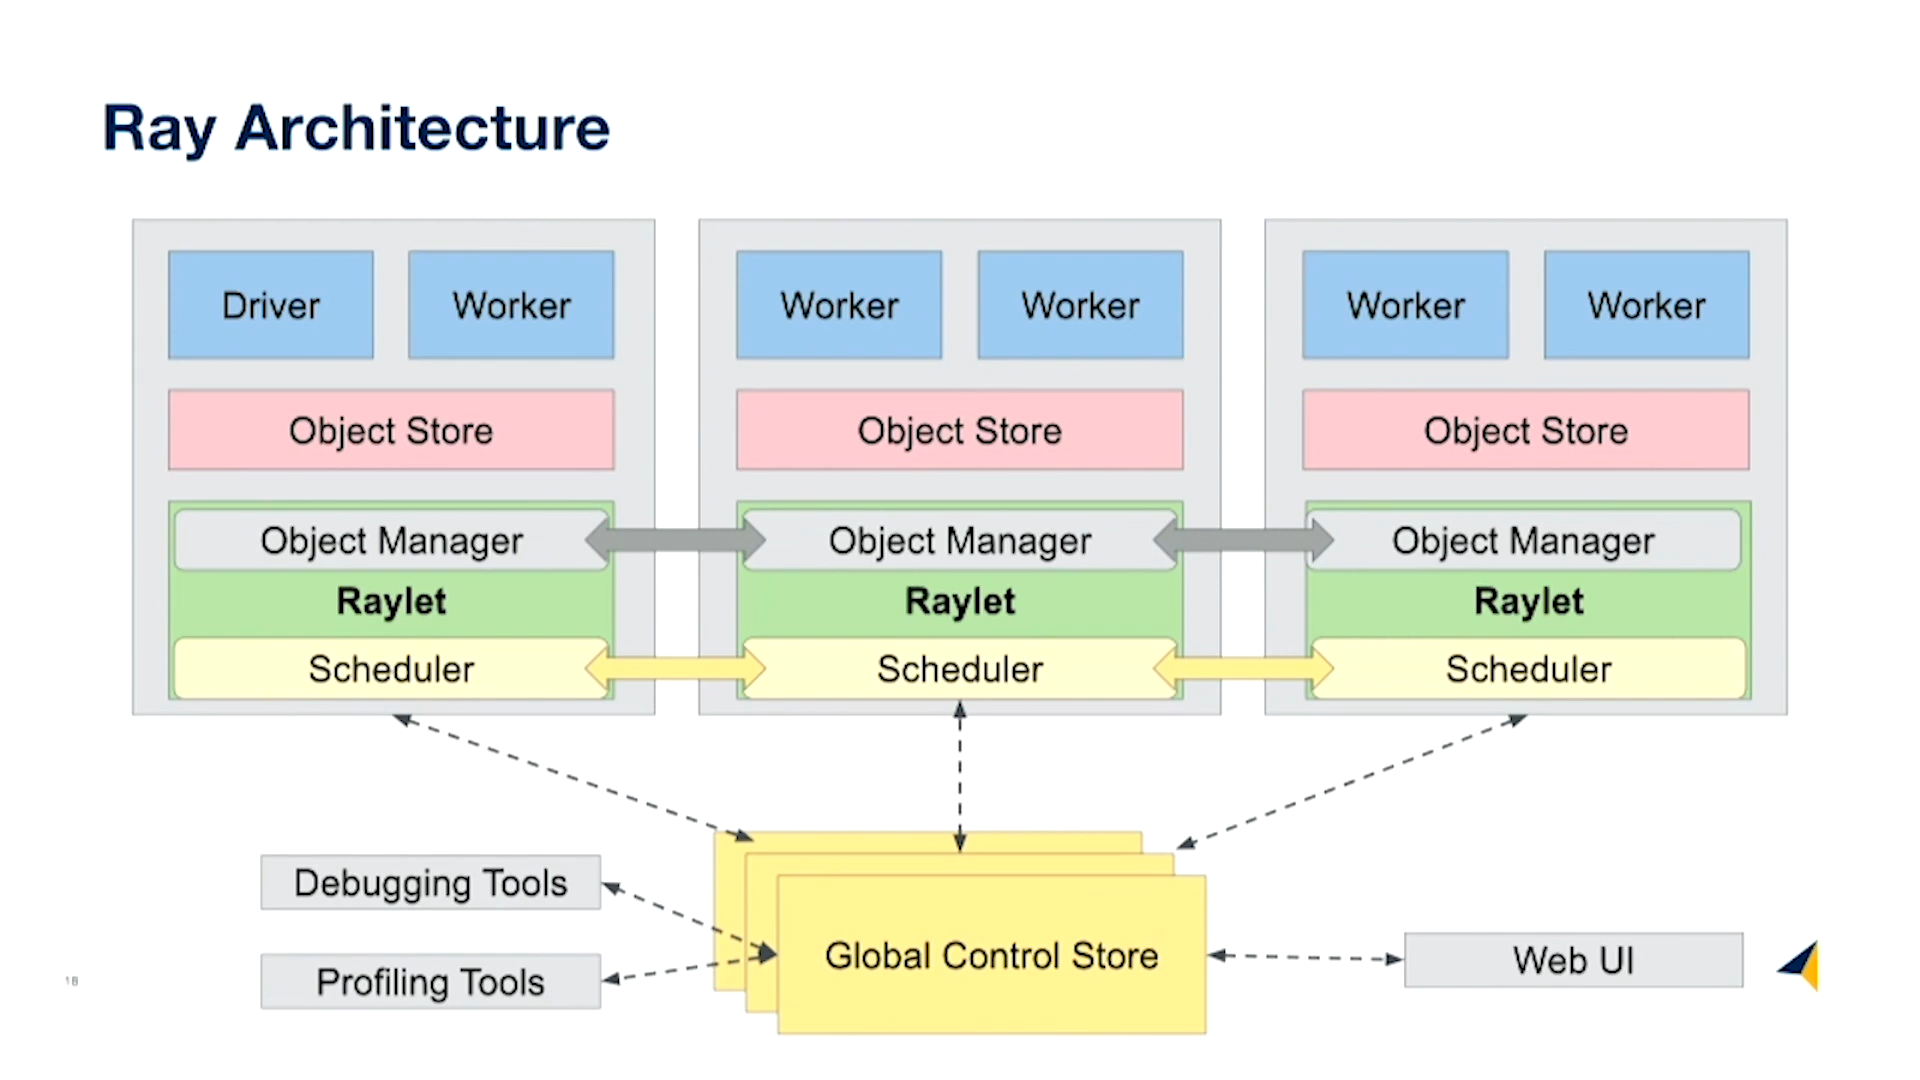 Ray Architecture
Driver
Worker
Worker
Worker
Worker
Worker
Object Store
Object Store
Object Store
Object Manager
Object Manager
Object Manager
Raylet
Raylet
Raylet
Scheduler
Scheduler
Scheduler
Debugging Tools
Profiling Tools
Global Control Store
Web UI